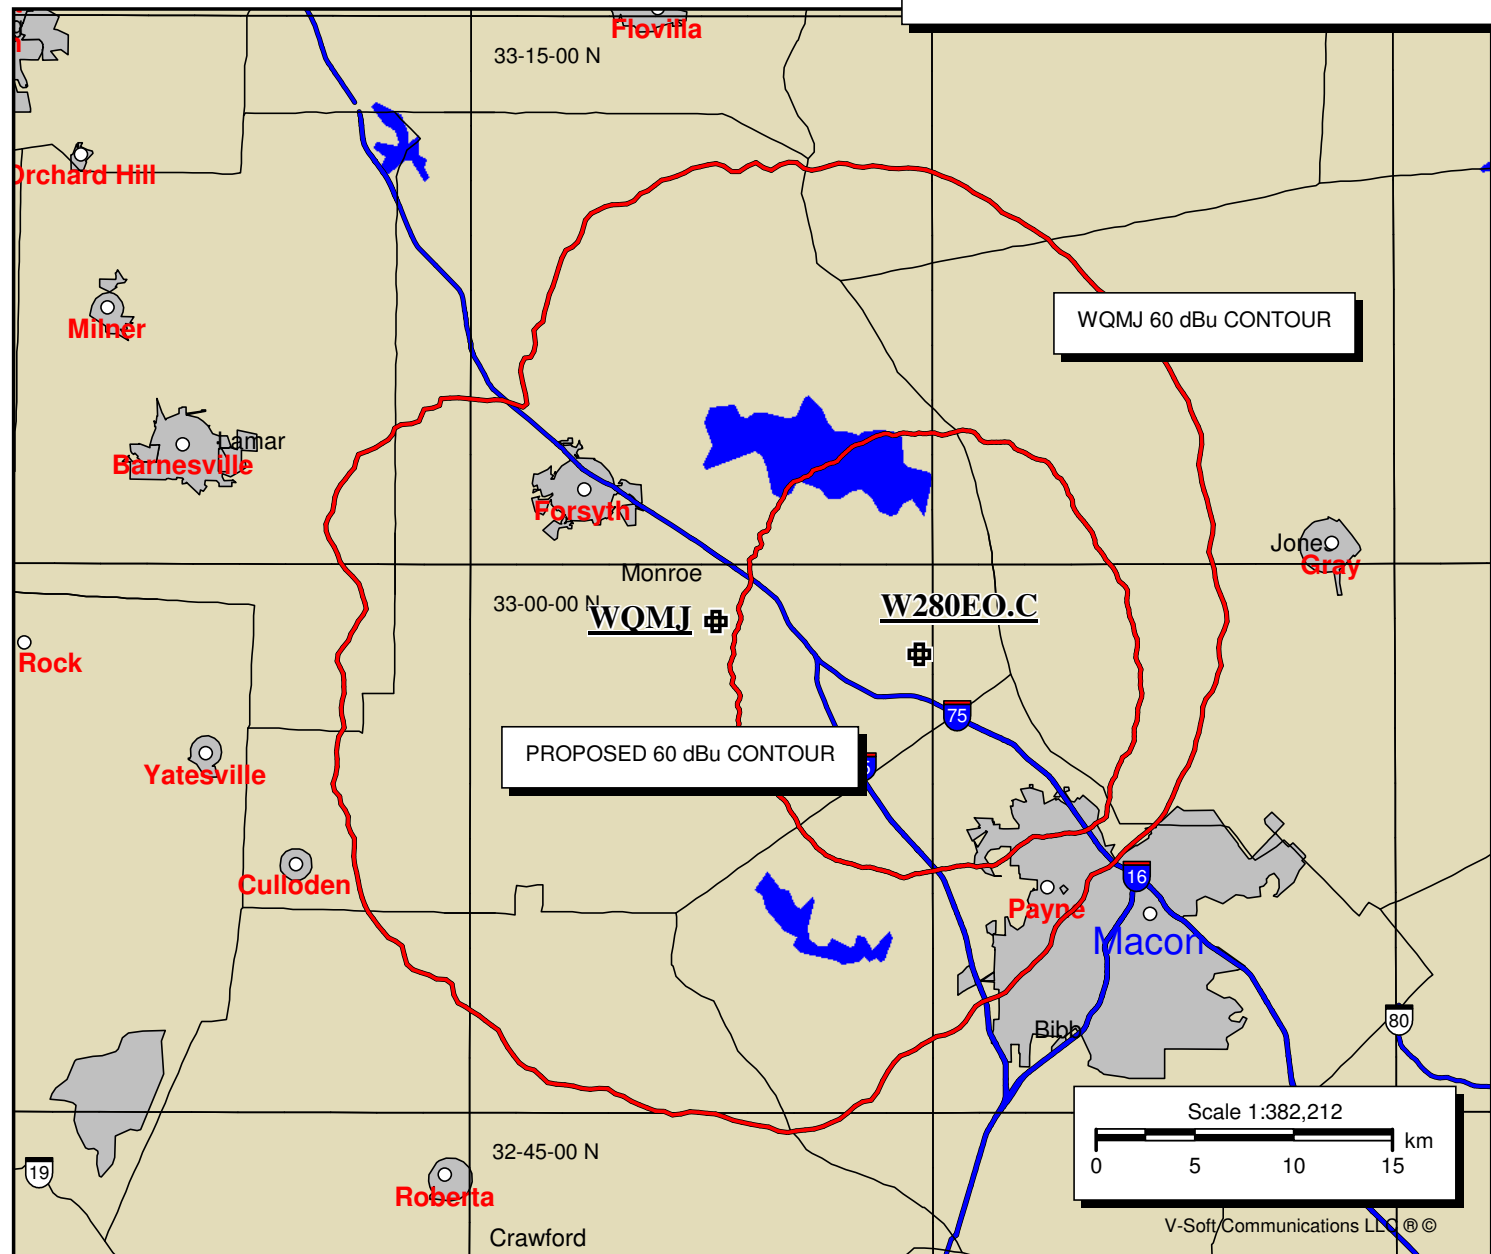 Flovilla
33-15-00 N
Orchard Hill
Milner
WQMJ 60 dBu CONTOUR
Lamar
Barnesville
Forsyth
Jones
Gray
Monroe
33-00-00 N
WQMJ
W280EO.C
Rock
75
PROPOSED 60 dBu CONTOUR
Yatesville
Culloden
16
Payne
Macon
Bibb
80
Scale 1:382,212
km
0 5 10 15
32-45-00 N
19
Roberta
V-Soft Communications LLC ® ©
Crawford